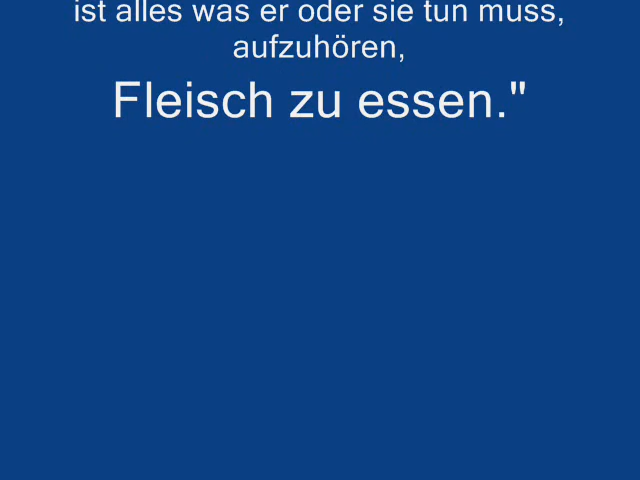 ist alles was er oder sie tun muss,
aufzuhören,
Fleisch zu essen."